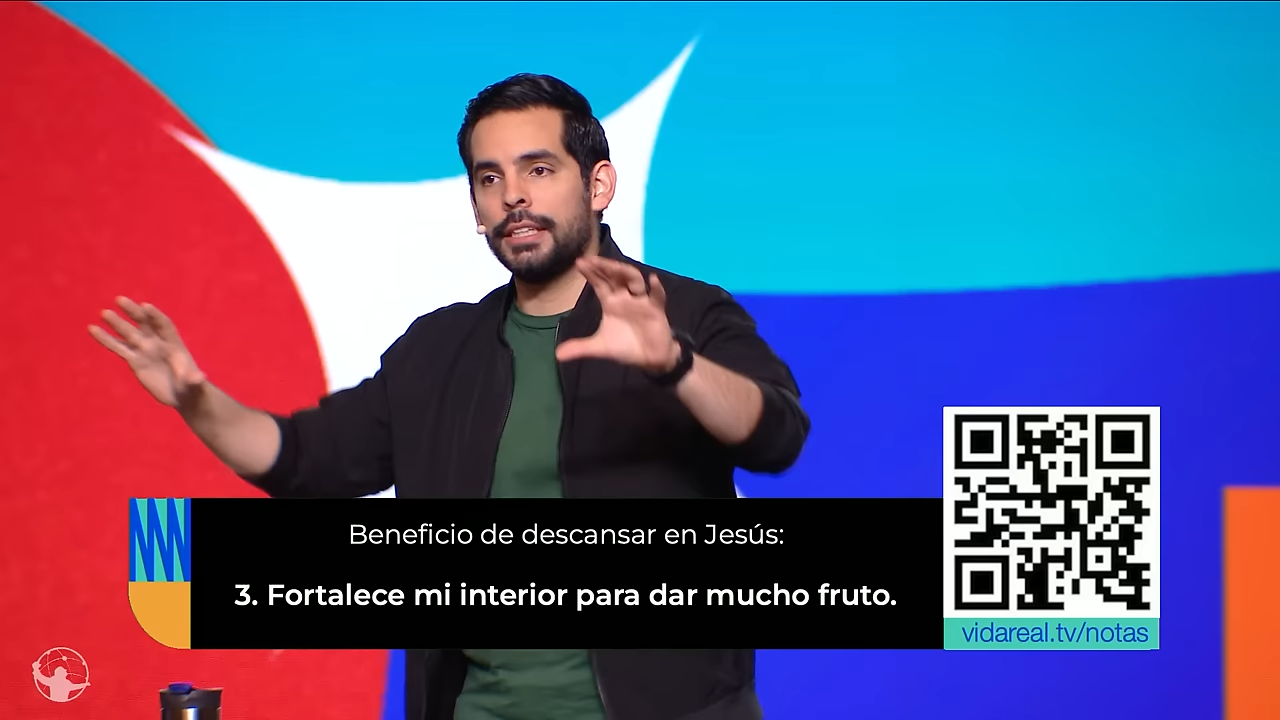 Beneficio de descansar en Jesús:
3. Fortalece mi interior para dar mucho fruto.
vidareal.tv/notas